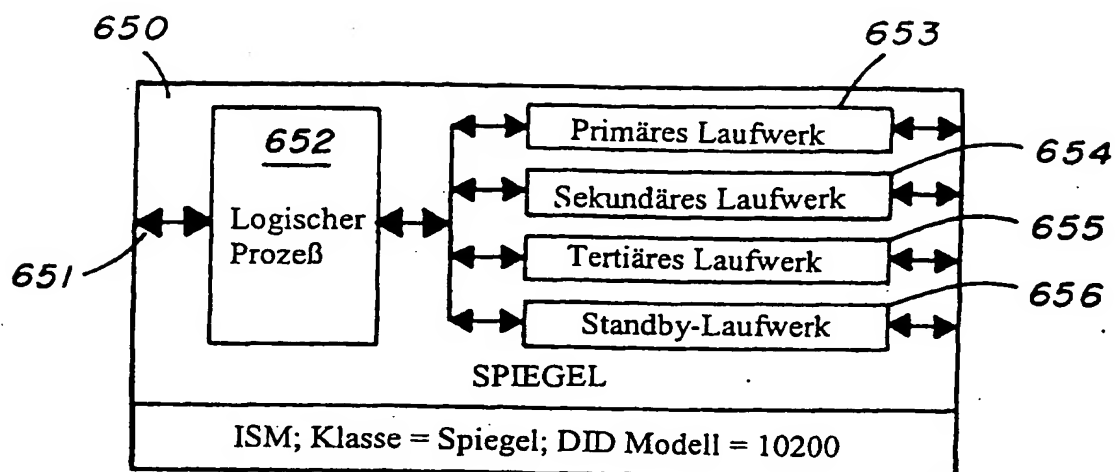 650
653
652
Primäres Laufwerk
654
Sekundäres Laufwerk
Logischer
Prozeß
655
Tertiäres Laufwerk
651
656
Standby-Laufwerk
SPIEGEL
ISM; Klasse = Spiegel; DID Modell = 10200